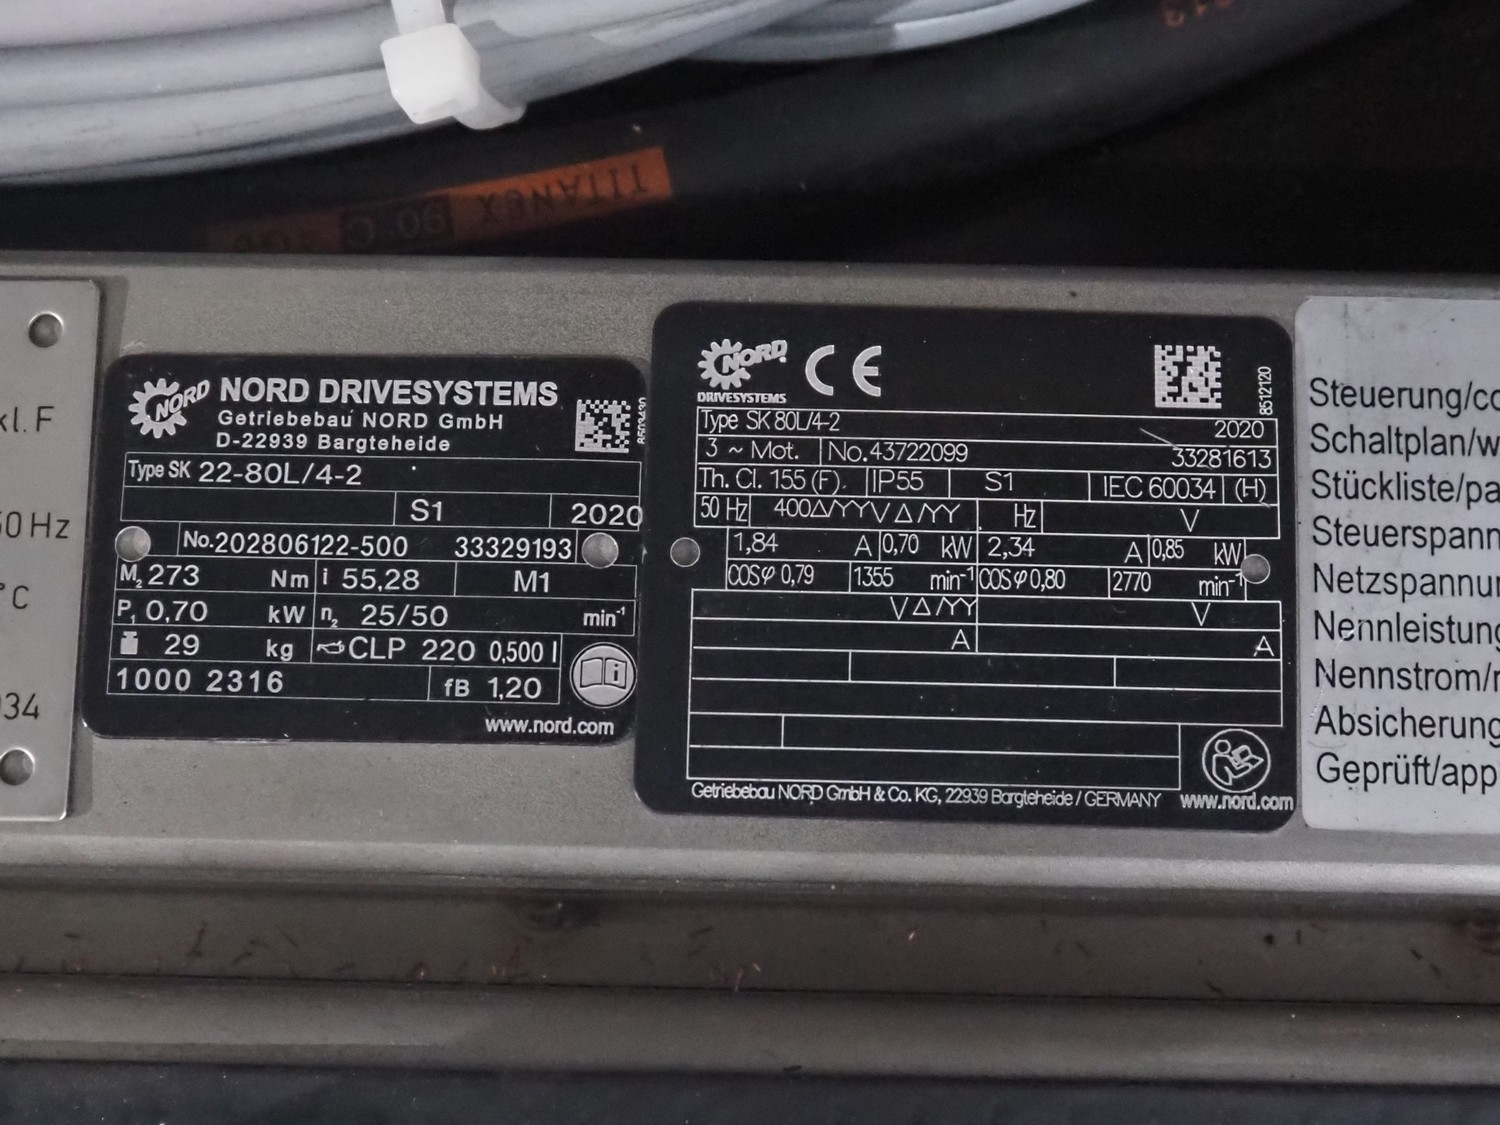 TITANEX
90°C
kl. F
50 Hz
°C
034
NORD
NORD DRIVESYSTEMS
Getriebebau NORD GmbH
D-22939 Bargteheide
Type SK 22-80L/4-2
S1 2020
No. 202806122-500 33329193
M2 273 Nm i 55,28 M1
P1 0,70 kW n2 25/50 min-1
29 kg CLP 220 0,500 l
1000 2316 fB 1,20
www.nord.com
NORD CE
DRIVESYSTEMS
8512120
Type SK 80L/4-2 2020
3 ~ Mot. No. 43722099 33281613
Th. Cl. 155 (F) IP55 S1 IEC 60034 (H)
50 Hz 400Δ/YY V Δ/YY Hz V
1,84 A 0,70 kW 2,34 A 0,85 kW
COSφ 0,79 1355 min-1 COSφ 0,80 2770 min-1
V Δ/YY V
A A
Getriebebau NORD GmbH & Co. KG, 22939 Bargteheide / GERMANY www.nord.com
Steuerung/co
Schaltplan/w
Stückliste/pa
Steuerspann
Netzspannu
Nennleistung
Nennstrom/r
Absicherung
Geprüft/app